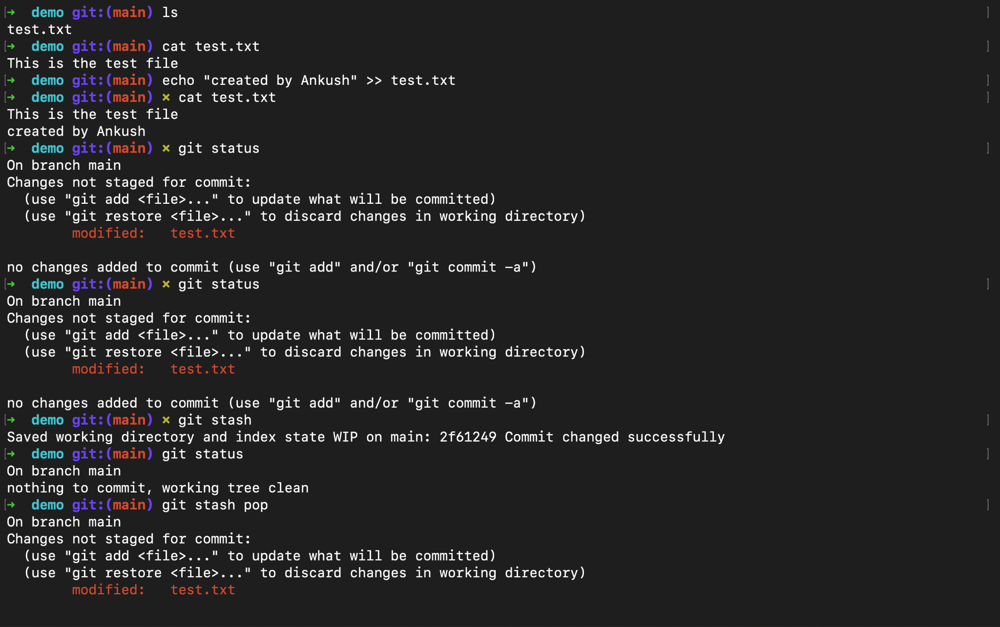 [➜  demo git:(main) ls ]
test.txt
[➜  demo git:(main) cat test.txt ]
This is the test file
[➜  demo git:(main) echo "created by Ankush" >> test.txt ]
[➜  demo git:(main) ✗ cat test.txt ]
This is the test file
created by Ankush
[➜  demo git:(main) ✗ git status ]
On branch main
Changes not staged for commit:
  (use "git add <file>..." to update what will be committed)
  (use "git restore <file>..." to discard changes in working directory)
        modified:   test.txt

no changes added to commit (use "git add" and/or "git commit -a")
[➜  demo git:(main) ✗ git status ]
On branch main
Changes not staged for commit:
  (use "git add <file>..." to update what will be committed)
  (use "git restore <file>..." to discard changes in working directory)
        modified:   test.txt

no changes added to commit (use "git add" and/or "git commit -a")
[➜  demo git:(main) ✗ git stash ]
Saved working directory and index state WIP on main: 2f61249 Commit changed successfully
[➜  demo git:(main) git status ]
On branch main
nothing to commit, working tree clean
[➜  demo git:(main) git stash pop ]
On branch main
Changes not staged for commit:
  (use "git add <file>..." to update what will be committed)
  (use "git restore <file>..." to discard changes in working directory)
        modified:   test.txt